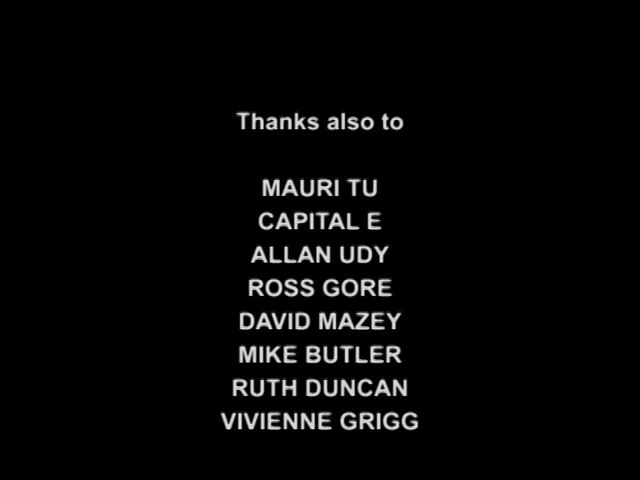 Thanks also to
MAURI TU
CAPITAL E
ALLAN UDY
ROSS GORE
DAVID MAZEY
MIKE BUTLER
RUTH DUNCAN
VIVIENNE GRIGG